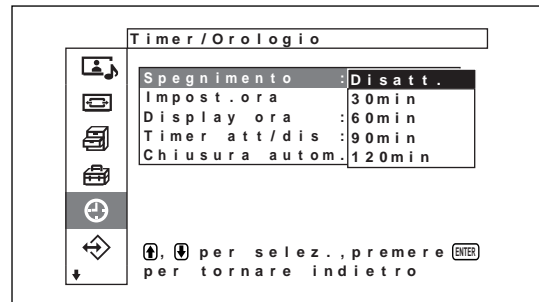 Timer/Orologio
Spegnimento :Disatt.
Impost.ora 30min
Display ora :60min
Timer att/dis :90min
Chiusura autom. 120min
, per selez.,premere ENTER
per tornare indietro